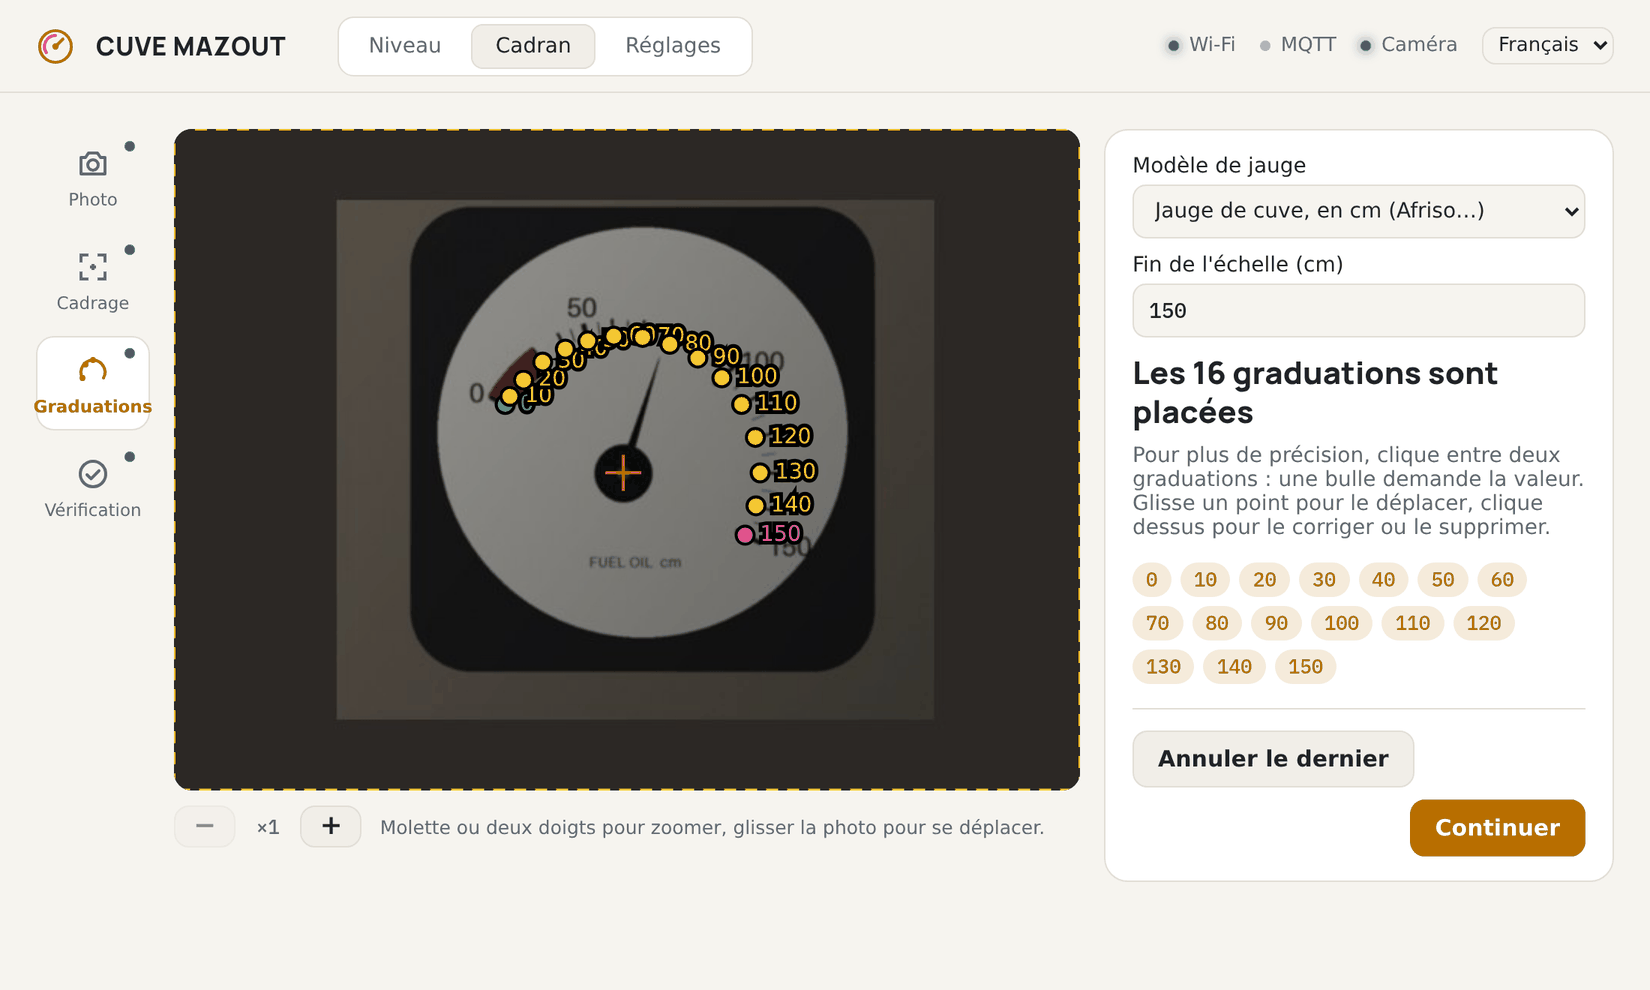 CUVE MAZOUT
Niveau
Cadran
Réglages
Wi-Fi
MQTT
Caméra
Français
Photo
Cadrage
Graduations
Vérification
50
100
0
150
FUEL OIL cm
0
10
20
30
70
80
90
100
110
120
130
140
150
−
×1
+
Molette ou deux doigts pour zoomer, glisser la photo pour se déplacer.
Modèle de jauge
Jauge de cuve, en cm (Afriso…)
Fin de l'échelle (cm)
150
Les 16 graduations sont
placées
Pour plus de précision, clique entre deux
graduations : une bulle demande la valeur.
Glisse un point pour le déplacer, clique
dessus pour le corriger ou le supprimer.
0 10 20 30 40 50 60
70 80 90 100 110 120
130 140 150
Annuler le dernier
Continuer